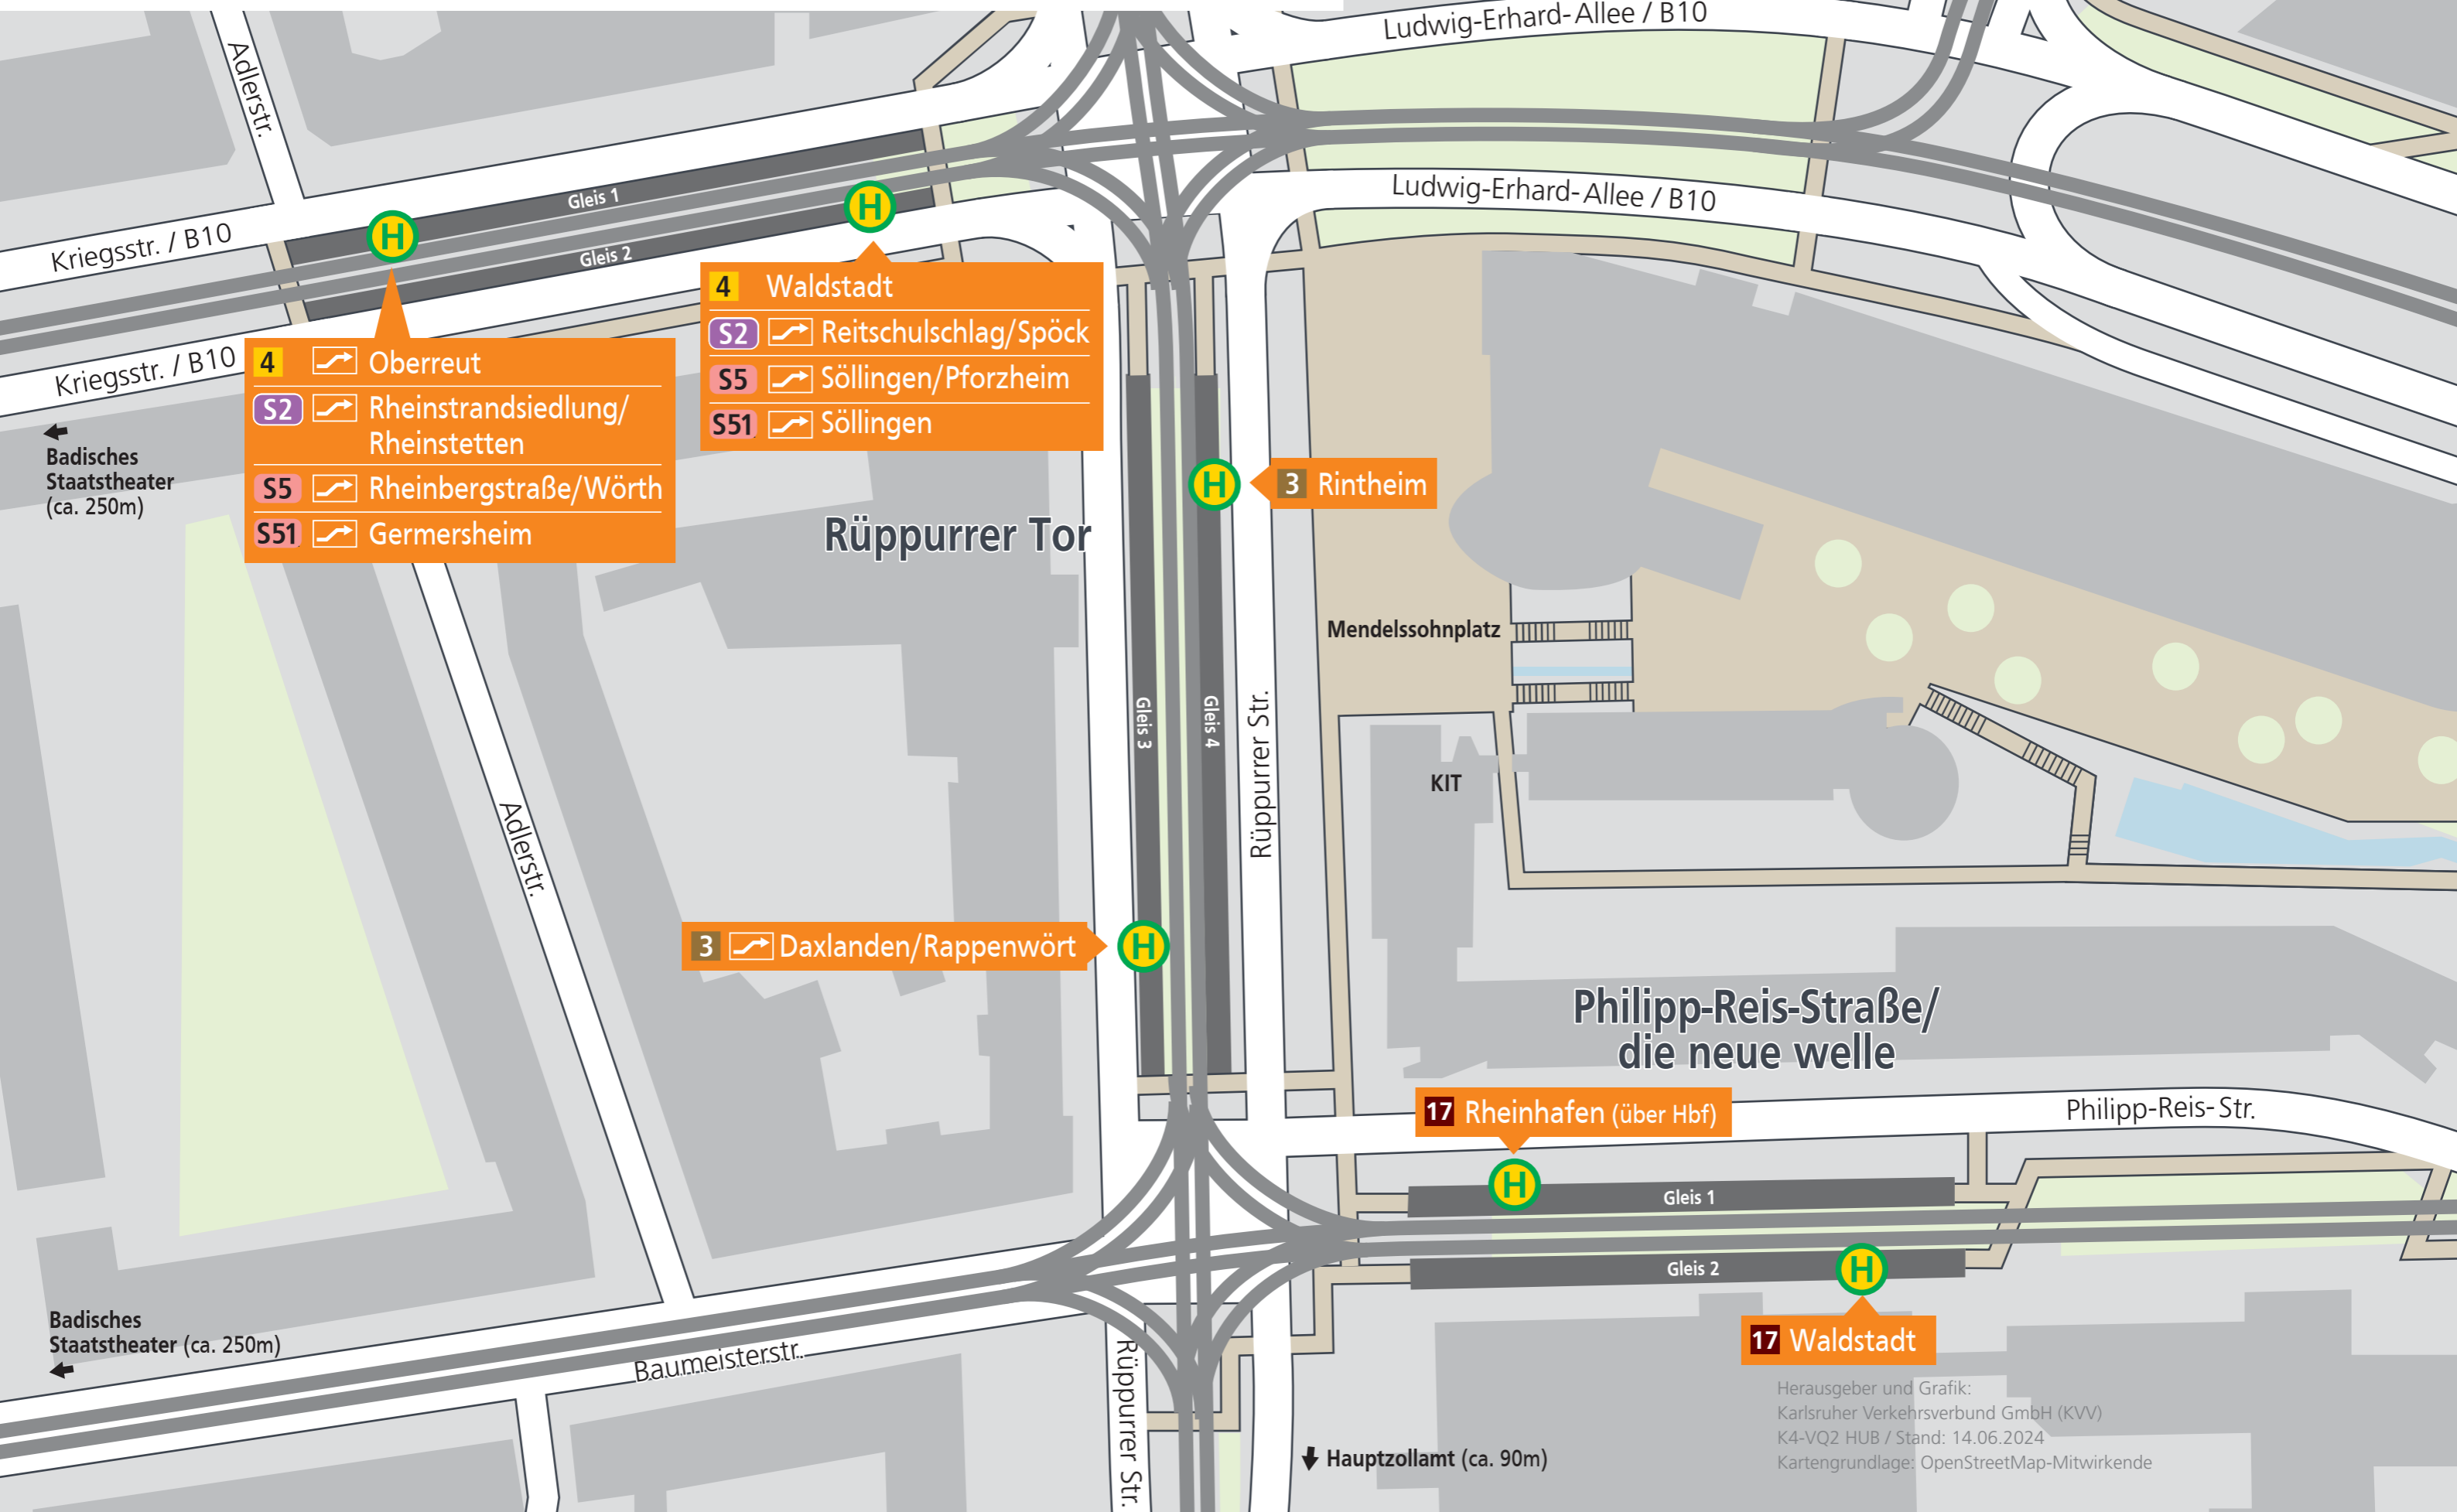 Ludwig-Erhard-Allee / B10
Adlerstr.
Gleis 1
H
H
Ludwig-Erhard-Allee / B10
Kriegsstr. / B10
Gleis 2
4 Waldstadt
S2 Reitschulschlag/Spöck
S5 Söllingen/Pforzheim
S51 Söllingen
Kriegsstr. / B10
4 Oberreut
S2 Rheinstrandsiedlung/
Rheinstetten
S5 Rheinbergstraße/Wörth
S51 Germersheim
Badisches
Staatstheater
(ca. 250m)
H
3 Rintheim
Rüppurrer Tor
Mendelssohnplatz
Gleis 3
Gleis 4
Rüppurrer Str.
KIT
Adlerstr.
3 Daxlanden/Rappenwört
H
Philipp-Reis-Straße/
die neue welle
17 Rheinhafen (über Hbf)
Philipp-Reis-Str.
H
Gleis 1
Gleis 2
H
17 Waldstadt
Badisches
Staatstheater (ca. 250m)
Baumeisterstr.
Rüppurrer Str.
Hauptzollamt (ca. 90m)
Herausgeber und Grafik:
Karlsruher Verkehrsverbund GmbH (KVV)
K4-VQ2 HUB / Stand: 14.06.2024
Kartengrundlage: OpenStreetMap-Mitwirkende